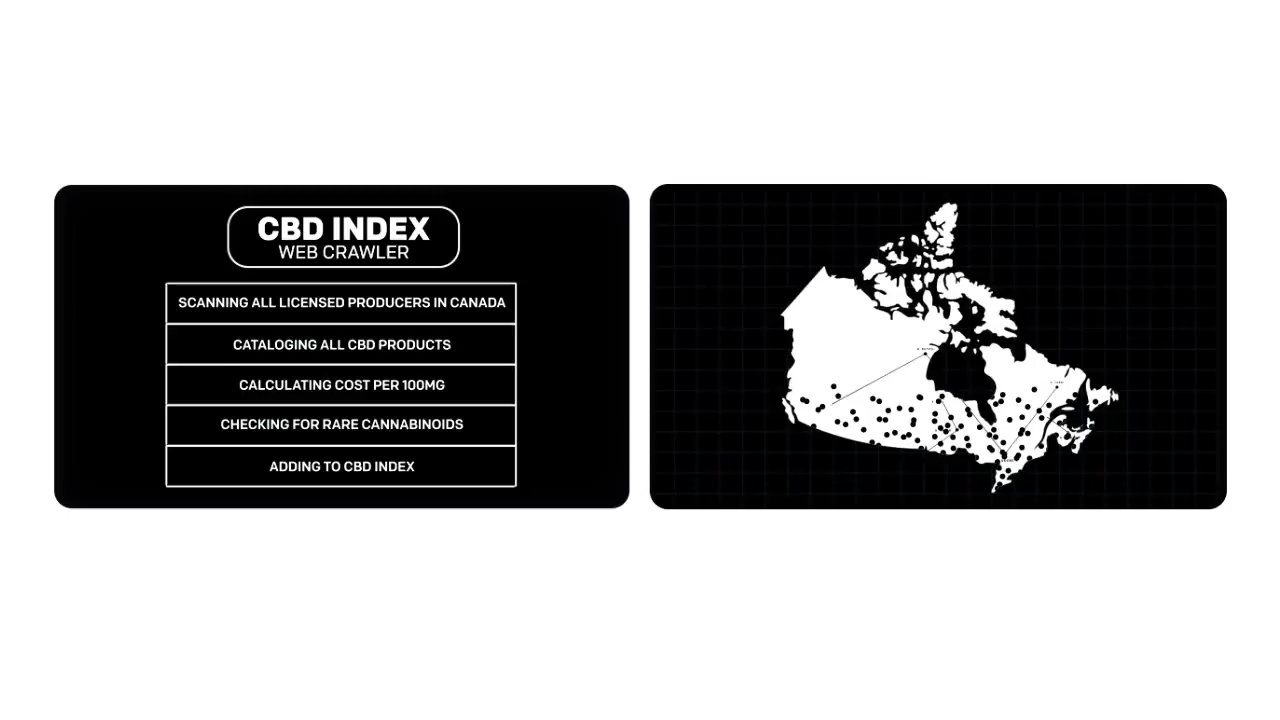 CBD INDEX
WEB CRAWLER
SCANNING ALL LICENSED PRODUCERS IN CANADA
CATALOGING ALL CBD PRODUCTS
CALCULATING COST PER 100MG
CHECKING FOR RARE CANNABINOIDS
ADDING TO CBD INDEX